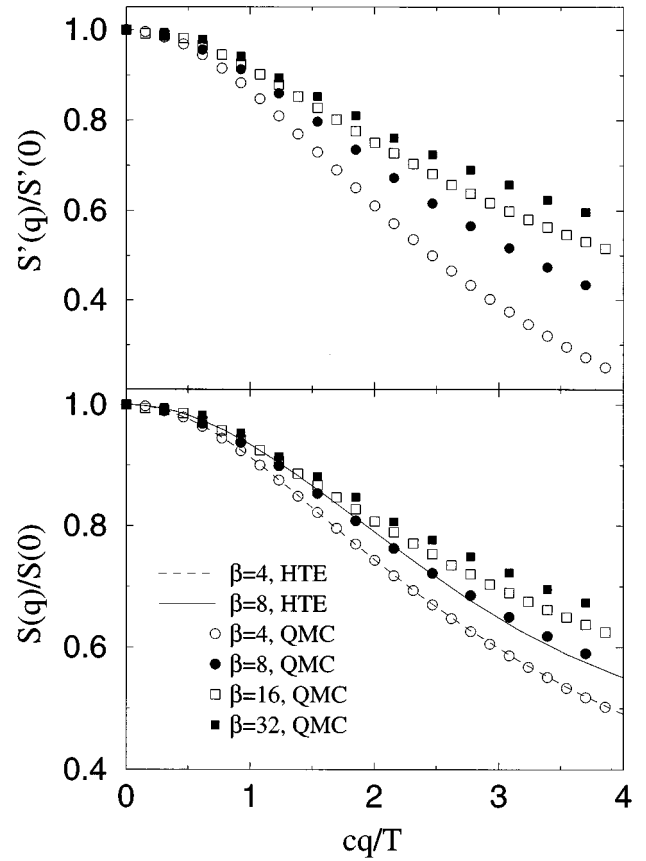 1.0
0.8
0.6
0.4
S'(q)/S'(0)
1.0
0.8
0.6
0.4
S(q)/S(0)
β=4, HTE
β=8, HTE
β=4, QMC
β=8, QMC
β=16, QMC
β=32, QMC
0
1
2
3
4
cq/T